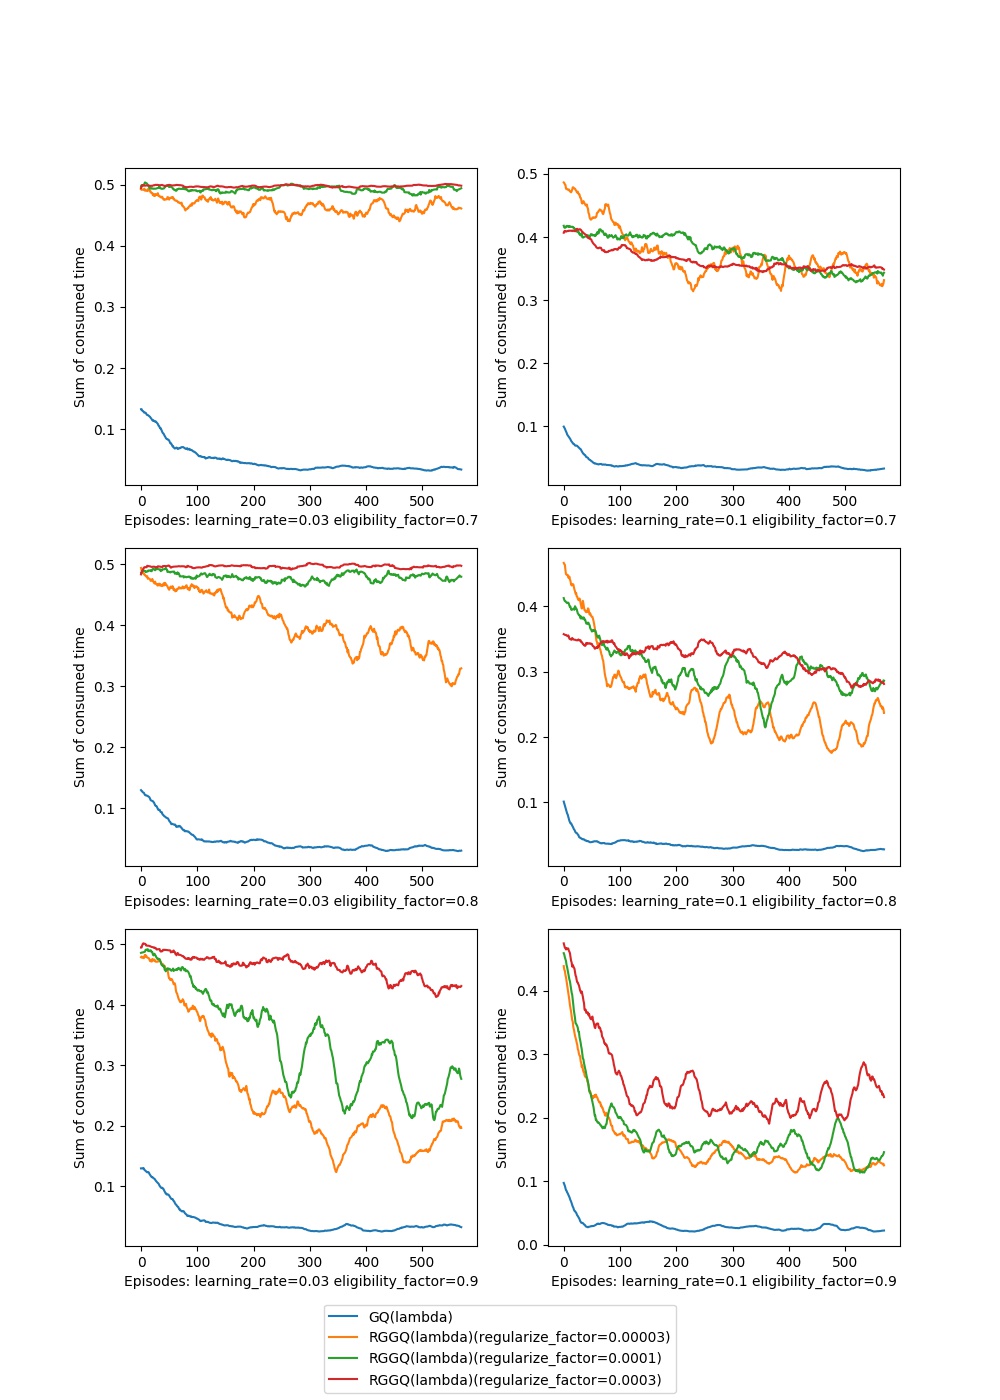 0.5
0.4
0.3
0.2
0.1
Sum of consumed time
0 100 200 300 400 500
Episodes: learning_rate=0.03 eligibility_factor=0.7
0.5
0.4
0.3
0.2
0.1
Sum of consumed time
0 100 200 300 400 500
Episodes: learning_rate=0.1 eligibility_factor=0.7
0.5
0.4
0.3
0.2
0.1
Sum of consumed time
0 100 200 300 400 500
Episodes: learning_rate=0.03 eligibility_factor=0.8
0.4
0.3
0.2
0.1
Sum of consumed time
0 100 200 300 400 500
Episodes: learning_rate=0.1 eligibility_factor=0.8
0.5
0.4
0.3
0.2
0.1
Sum of consumed time
0 100 200 300 400 500
Episodes: learning_rate=0.03 eligibility_factor=0.9
0.4
0.3
0.2
0.1
0.0
Sum of consumed time
0 100 200 300 400 500
Episodes: learning_rate=0.1 eligibility_factor=0.9
GQ(lambda)
RGGQ(lambda)(regularize_factor=0.00003)
RGGQ(lambda)(regularize_factor=0.0001)
RGGQ(lambda)(regularize_factor=0.0003)